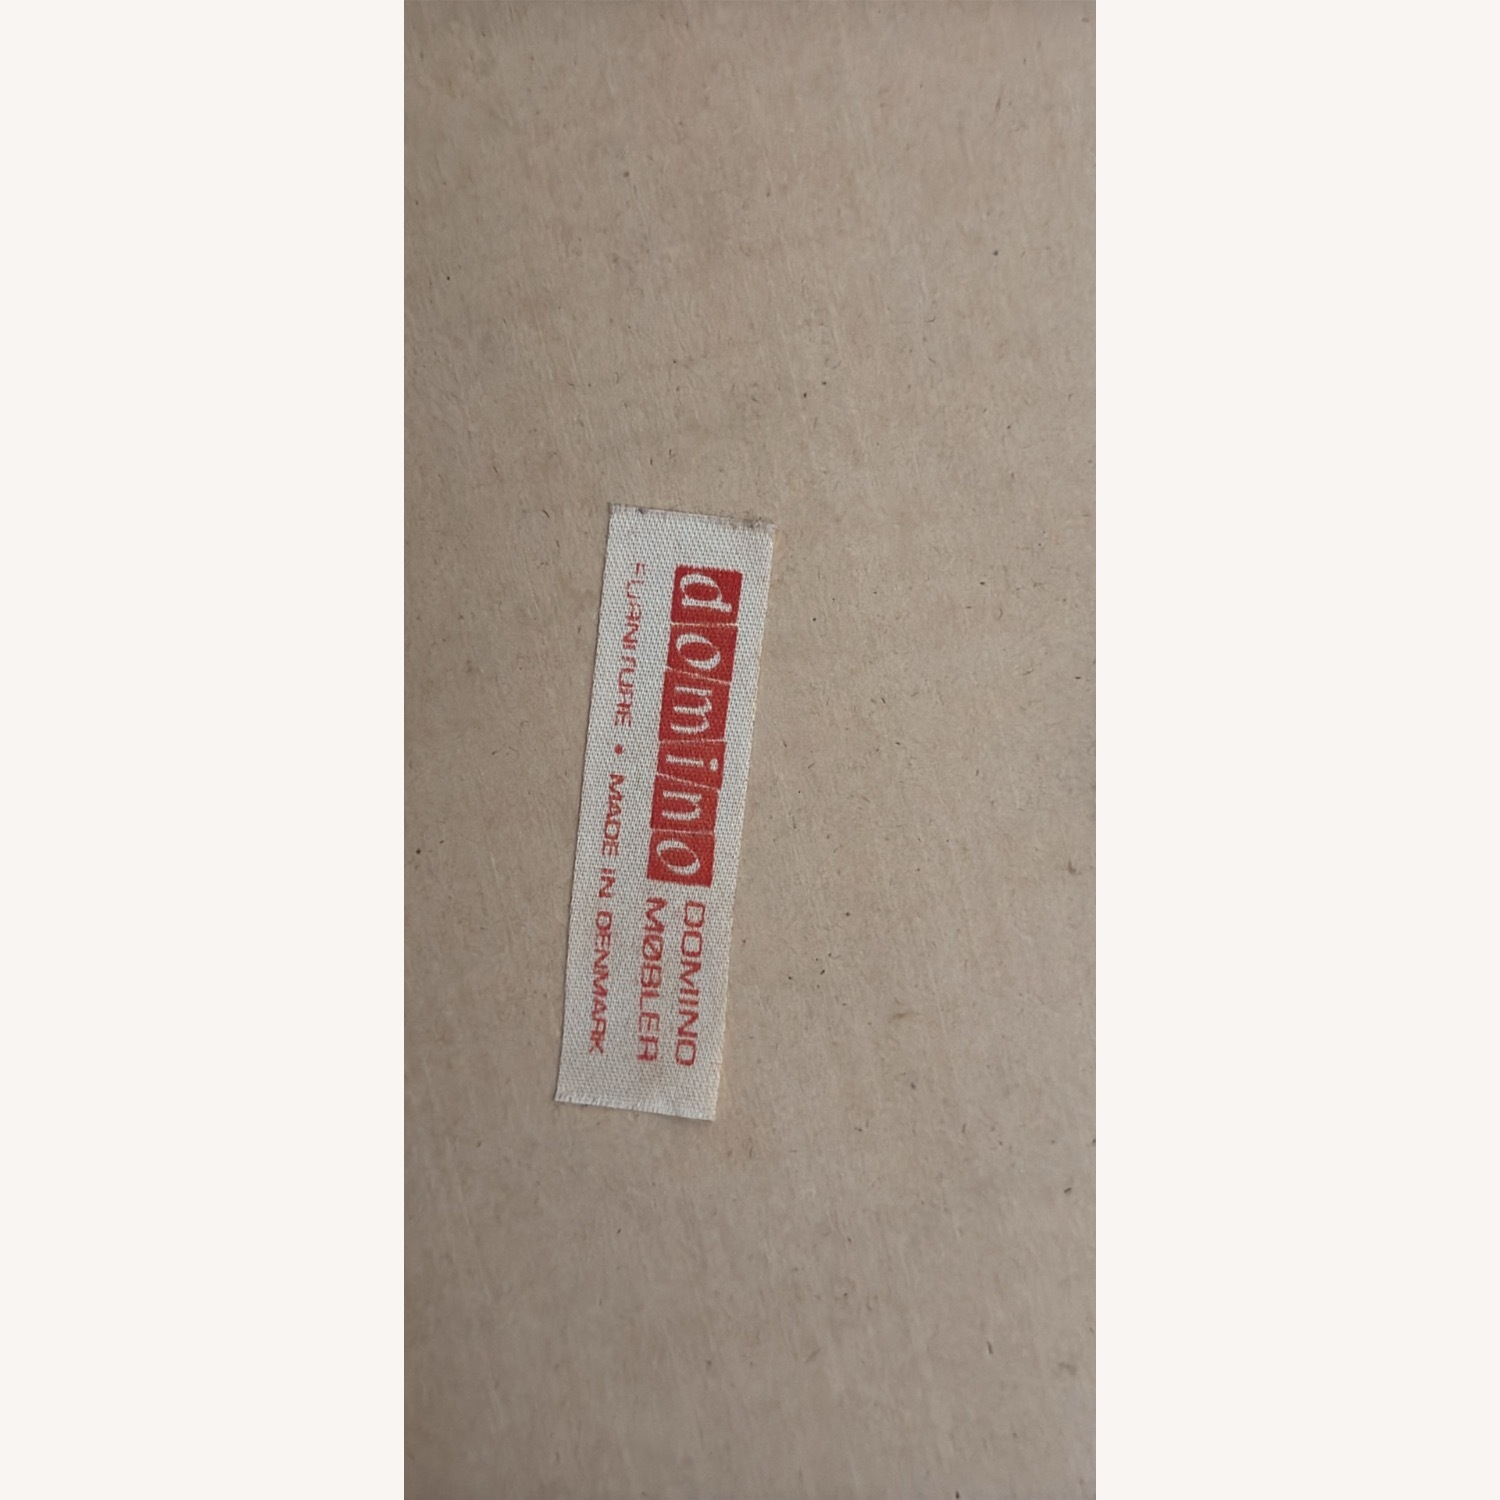 domino
DOMINO
MØBLER
FURNITURE • MADE IN DENMARK